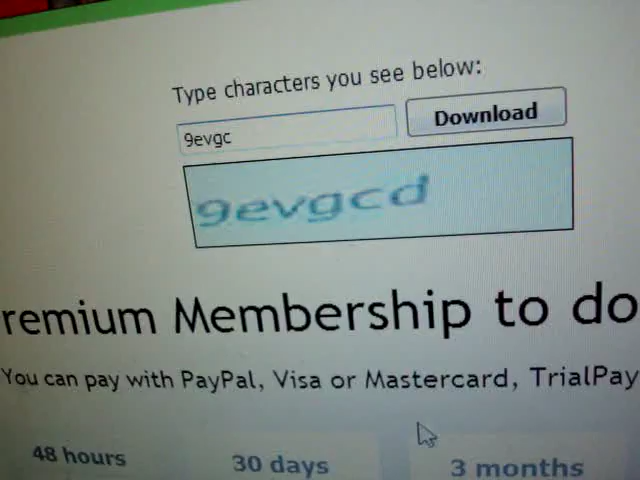 Type characters you see below:
9evgc
Download
9evgcd
remium Membership to do
You can pay with PayPal, Visa or Mastercard, TrialPay
48 hours
30 days
3 months